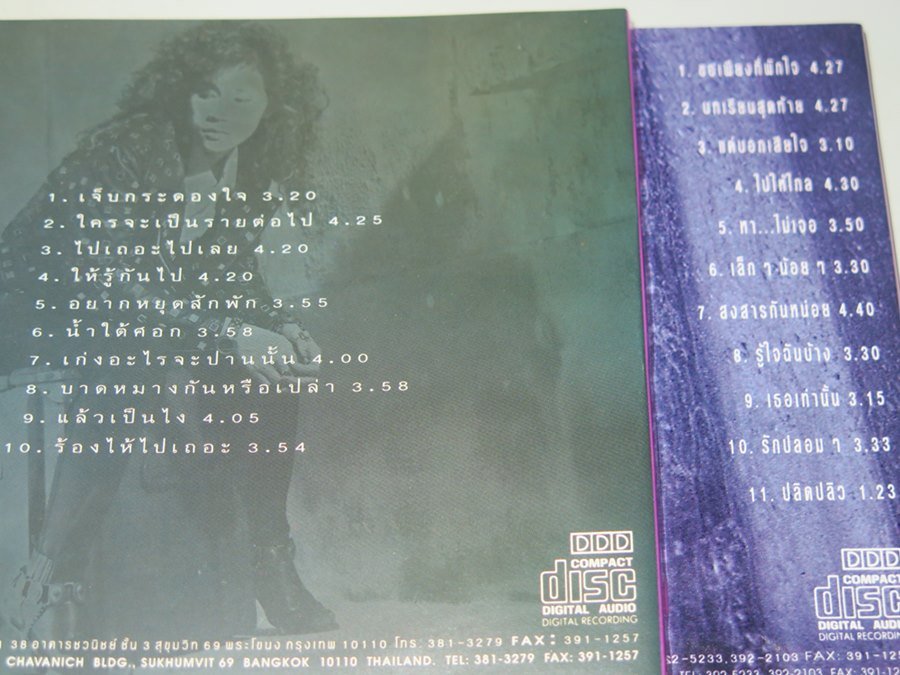 1. เจ็บกระดองใจ 3.20
2. ใครจะเป็นรายต่อไป 4.25
3. ไปเถอะไปเลย 4.20
4. ให้รู้กันไป 4.20
5. อยากหยุดสักพัก 3.55
6. น้ำใต้ศอก 3.58
7. เก่งอะไรจะปานนั้น 4.00
8. บาดหมางกันหรือเปล่า 3.58
9. แล้วเป็นไง 4.05
10. ร้องไห้ไปเถอะ 3.54
DDD
COMPACT
disc
DIGITAL AUDIO
DIGITAL RECORDING
38 อาคารชวนิชย์ ชั้น 3 สุขุมวิท 69 พระโขนง กรุงเทพ 10110 โทร 381-3279 FAX: 391-1257
CHAVANICH BLDG., SUKHUMVIT 69 BANGKOK 10110 THAILAND. TEL: 381-3279 FAX: 391-1257
1. ขอเพียงที่พักใจ 4.27
2. บทเรียนสุดท้าย 4.27
3. แค่บอกเสียใจ 3.10
4. ไปให้ไกล 4.30
5. หา...ไม่เจอ 3.50
6. เล็ก ๆ น้อย ๆ 3.30
7. สงสารกันหน่อย 4.40
8. รู้ใจฉันบ้าง 3.30
9. เธอเท่านั้น 3.15
10. รักปลอม ๆ 3.33
11. ปลิดปลิว 1.23
DDD
COMPACT
disc
DIGITAL AUDIO
DIGITAL RECORDING
2-5233,392-2103 FAX: 391-125
TEL: 392-5233, 392-2103 FAX: 391-125